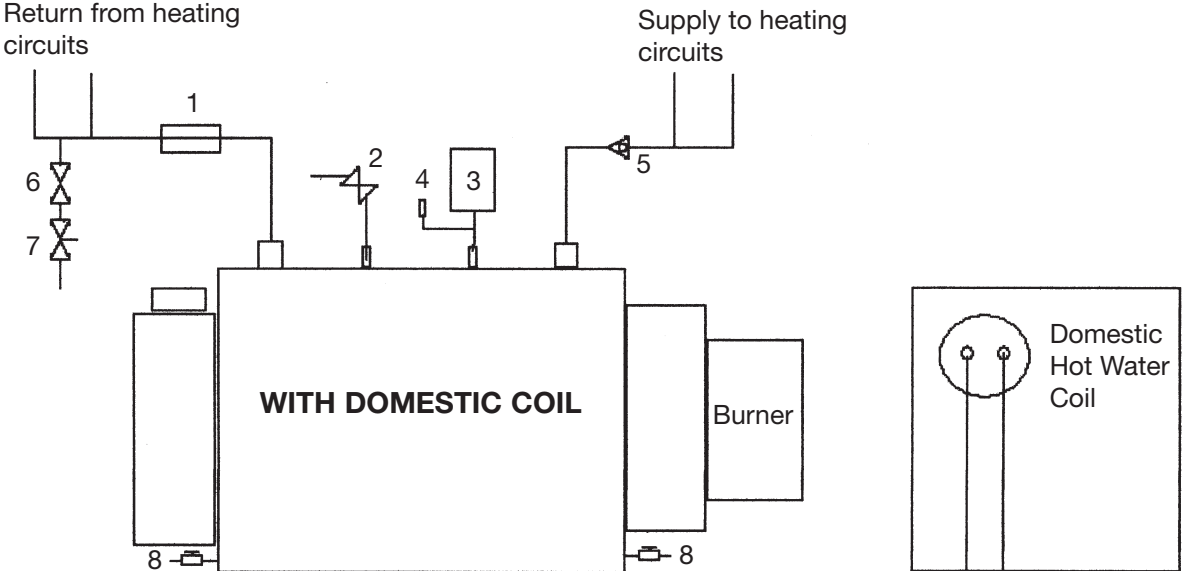 Return from heating
circuits
Supply to heating
circuits
1
2
3
4
5
6
7
WITH DOMESTIC COIL
Burner
8
8
Domestic
Hot Water
Coil